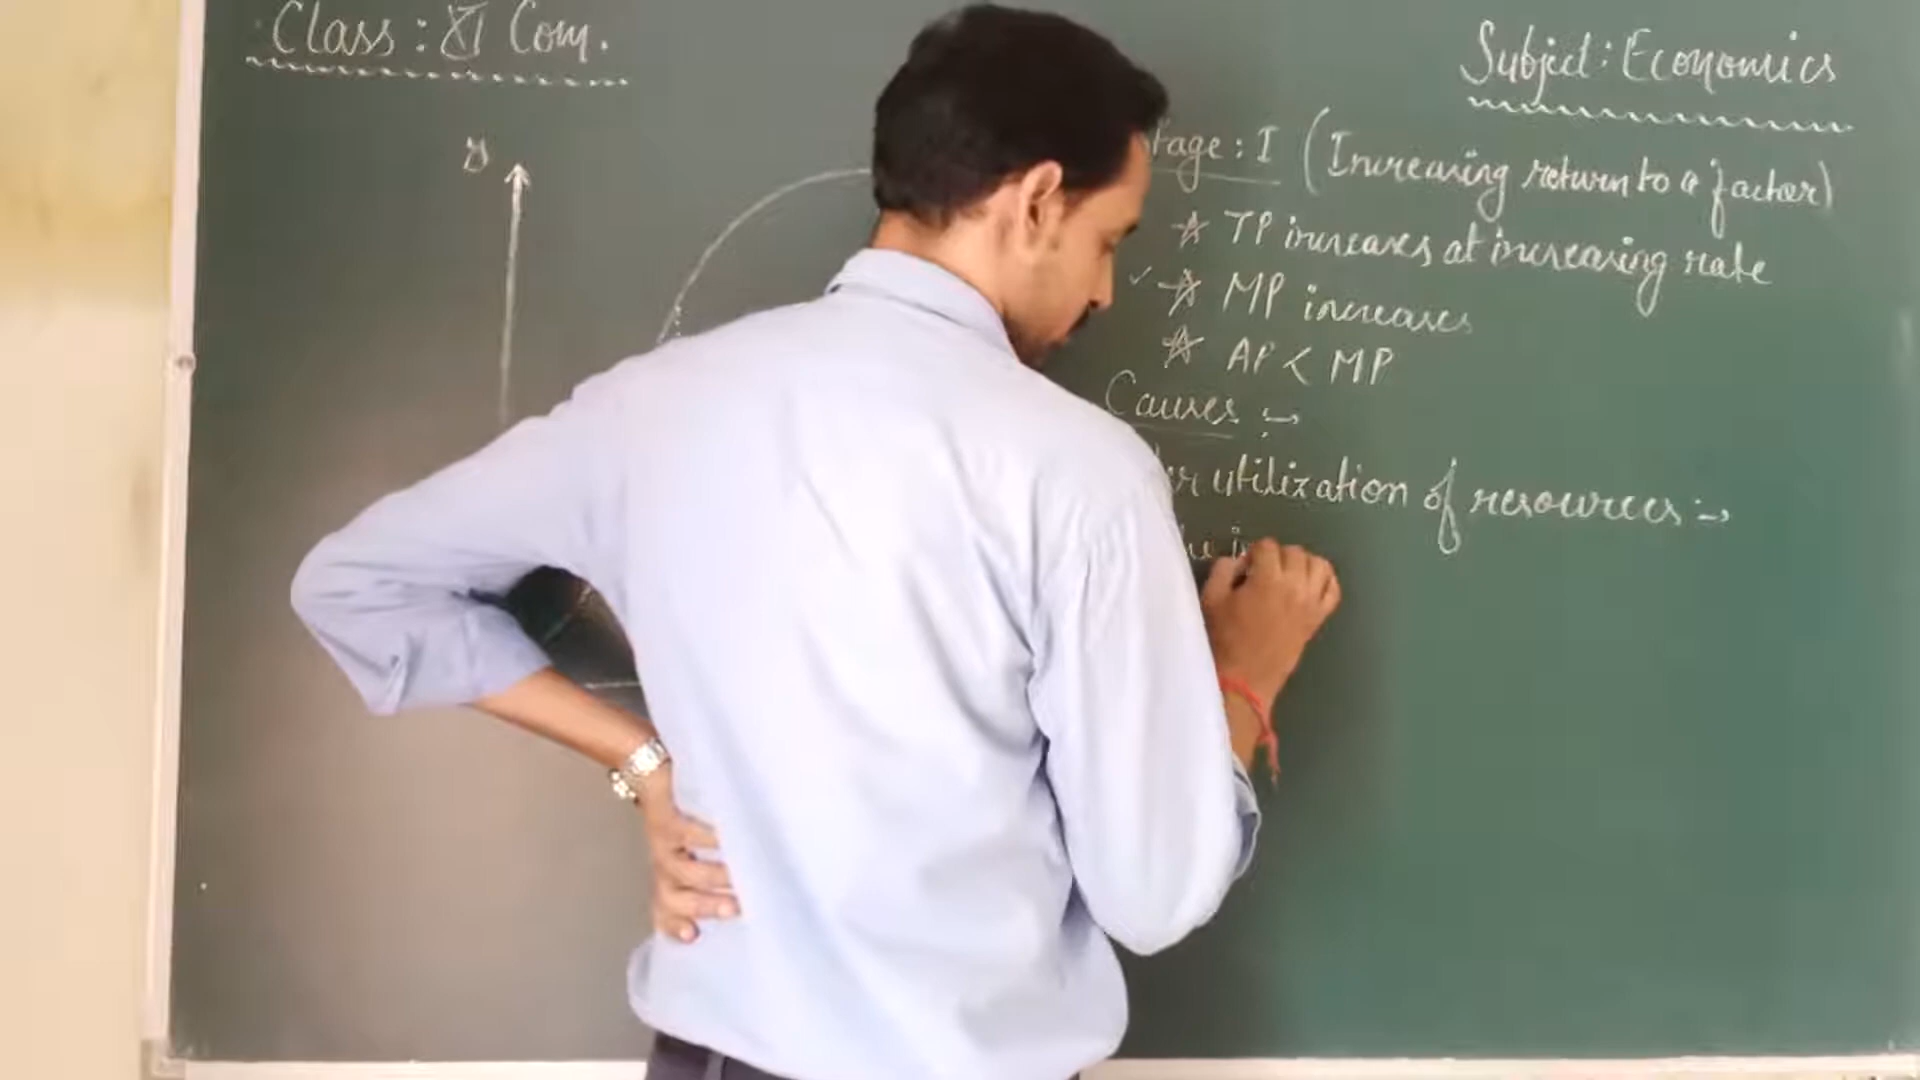 Class : XI Com.
Subject : Economics
y
tage : I (Increasing return to a factor)
☆ TP increases at increasing rate
✓ ☆ MP increases
☆ AP < MP
Causes :→
utilization of resources :→